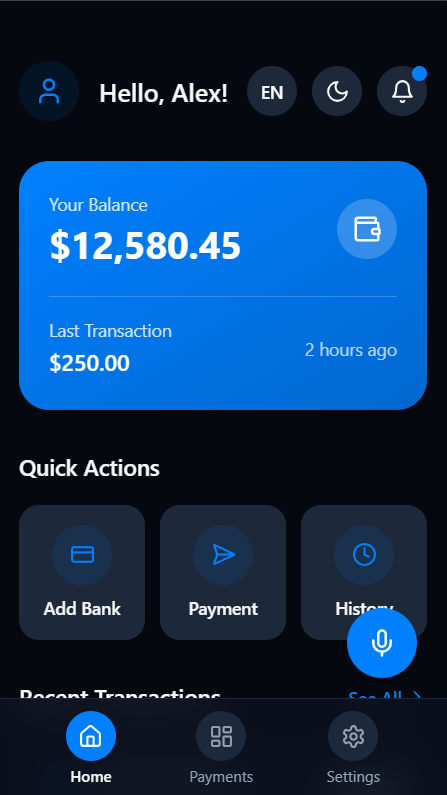 Hello, Alex!
EN
Your Balance
$12,580.45
Last Transaction
$250.00
2 hours ago
Quick Actions
Add Bank
Payment
History
Recent Transactions
See All
Home
Payments
Settings